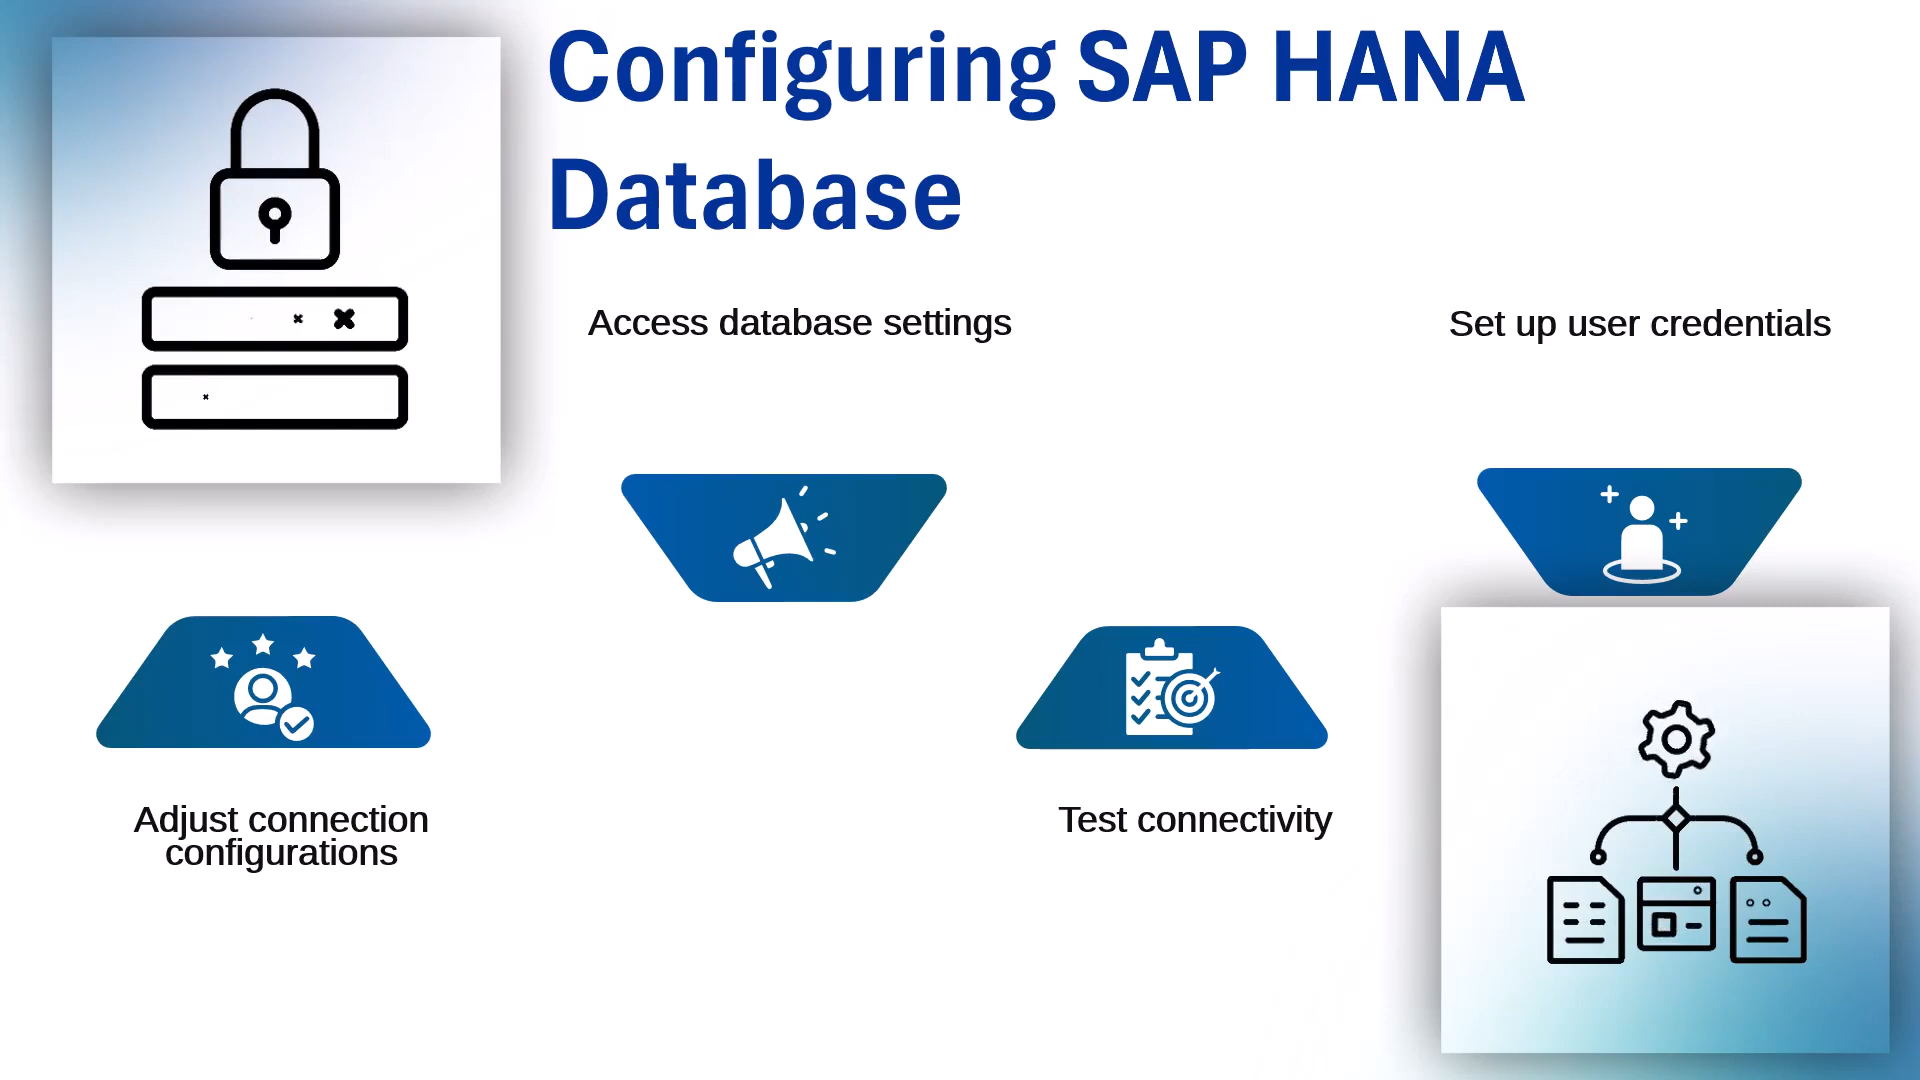 Configuring SAP HANA
Database
Access database settings
Set up user credentials
Adjust connection
configurations
Test connectivity